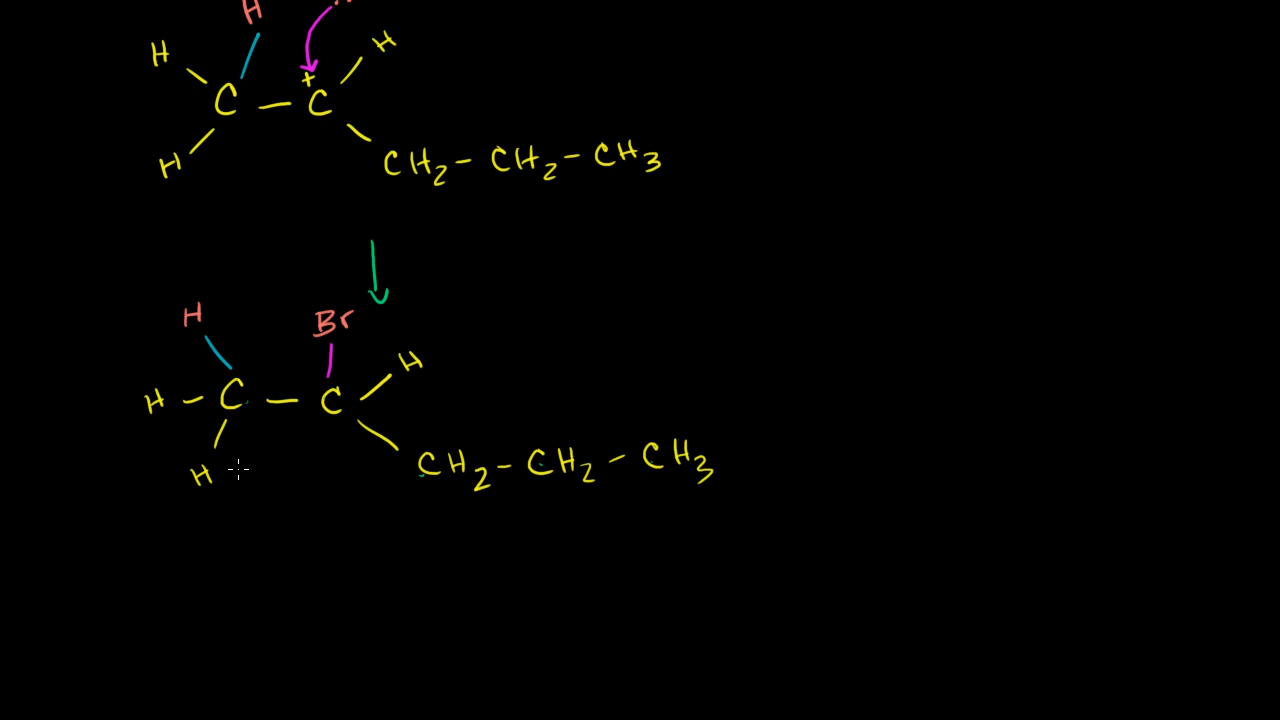 H
H H
C — C +
H CH2 – CH2 – CH3
H Br
H
H – C — C
CH2 – CH2 – CH3
H